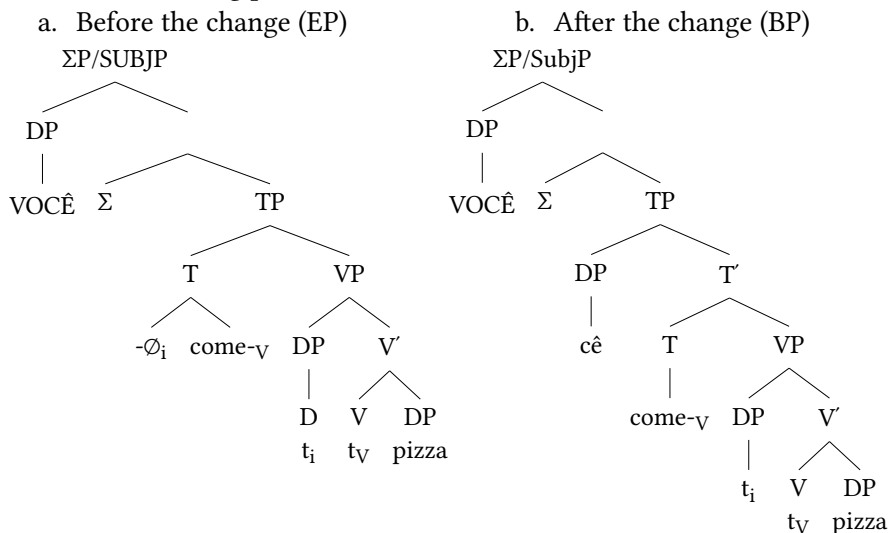 a. Before the change (EP) b. After the change (BP)
ΣP/SUBJP ΣP/SubjP
DP DP
VOCÊ Σ TP VOCÊ Σ TP
T VP DP T′
-∅i come-V DP V′ cê T VP
D V DP come-V DP V′
ti tV pizza ti V DP
tV pizza